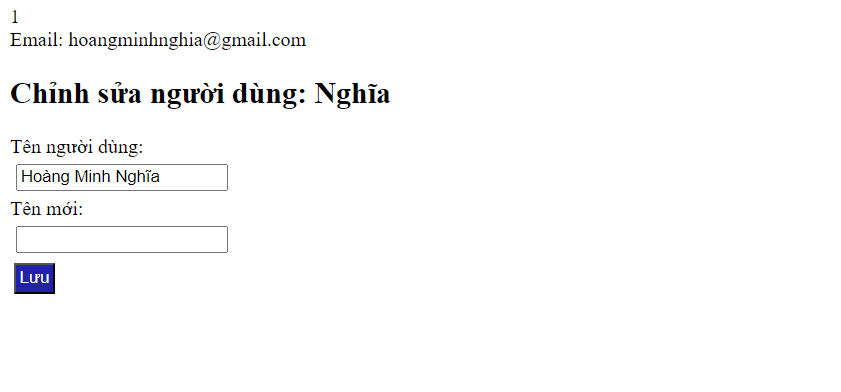 1
Email: hoangminhnghia@gmail.com
Chỉnh sửa người dùng: Nghĩa
Tên người dùng:
Hoàng Minh Nghĩa
Tên mới:
Lưu